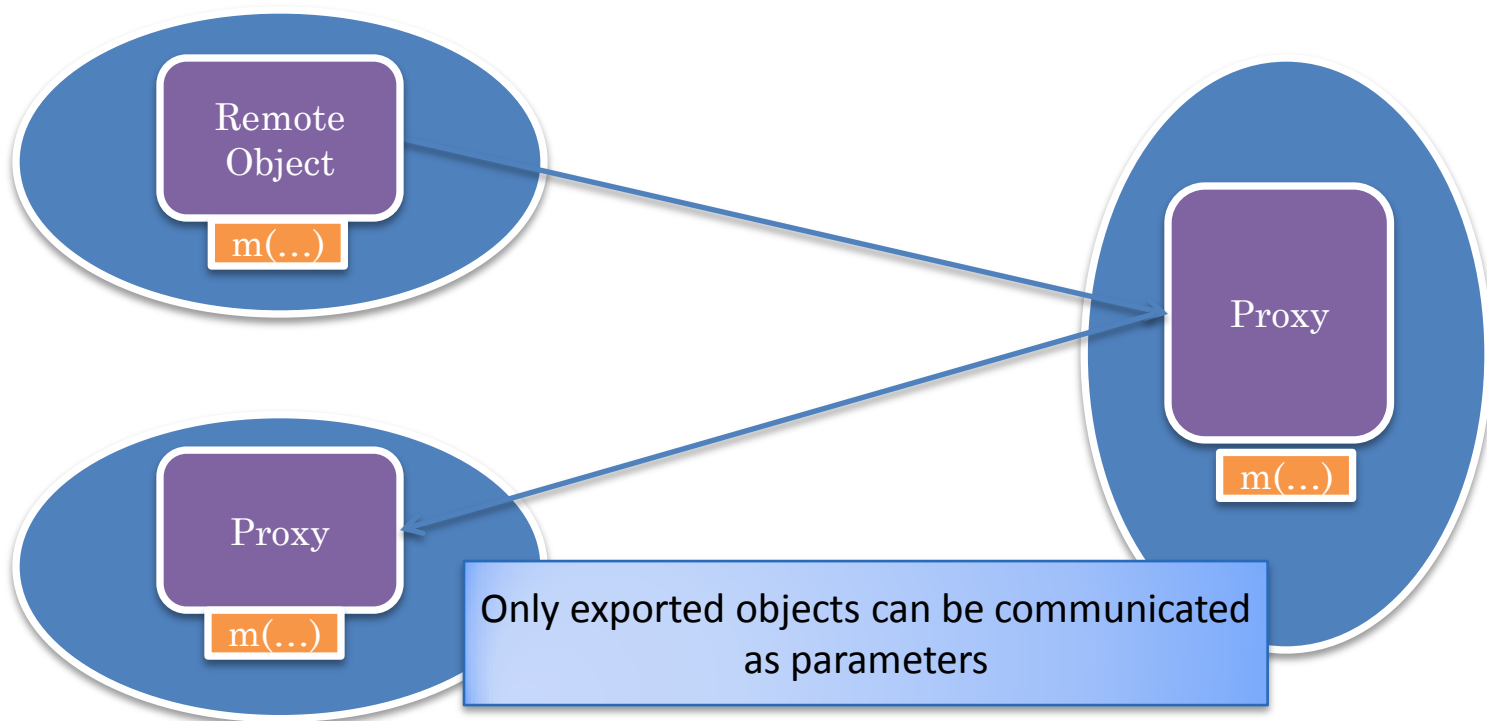 Remote
Object
m(…)
Proxy
m(…)
Proxy
m(…)
Only exported objects can be communicated
as parameters